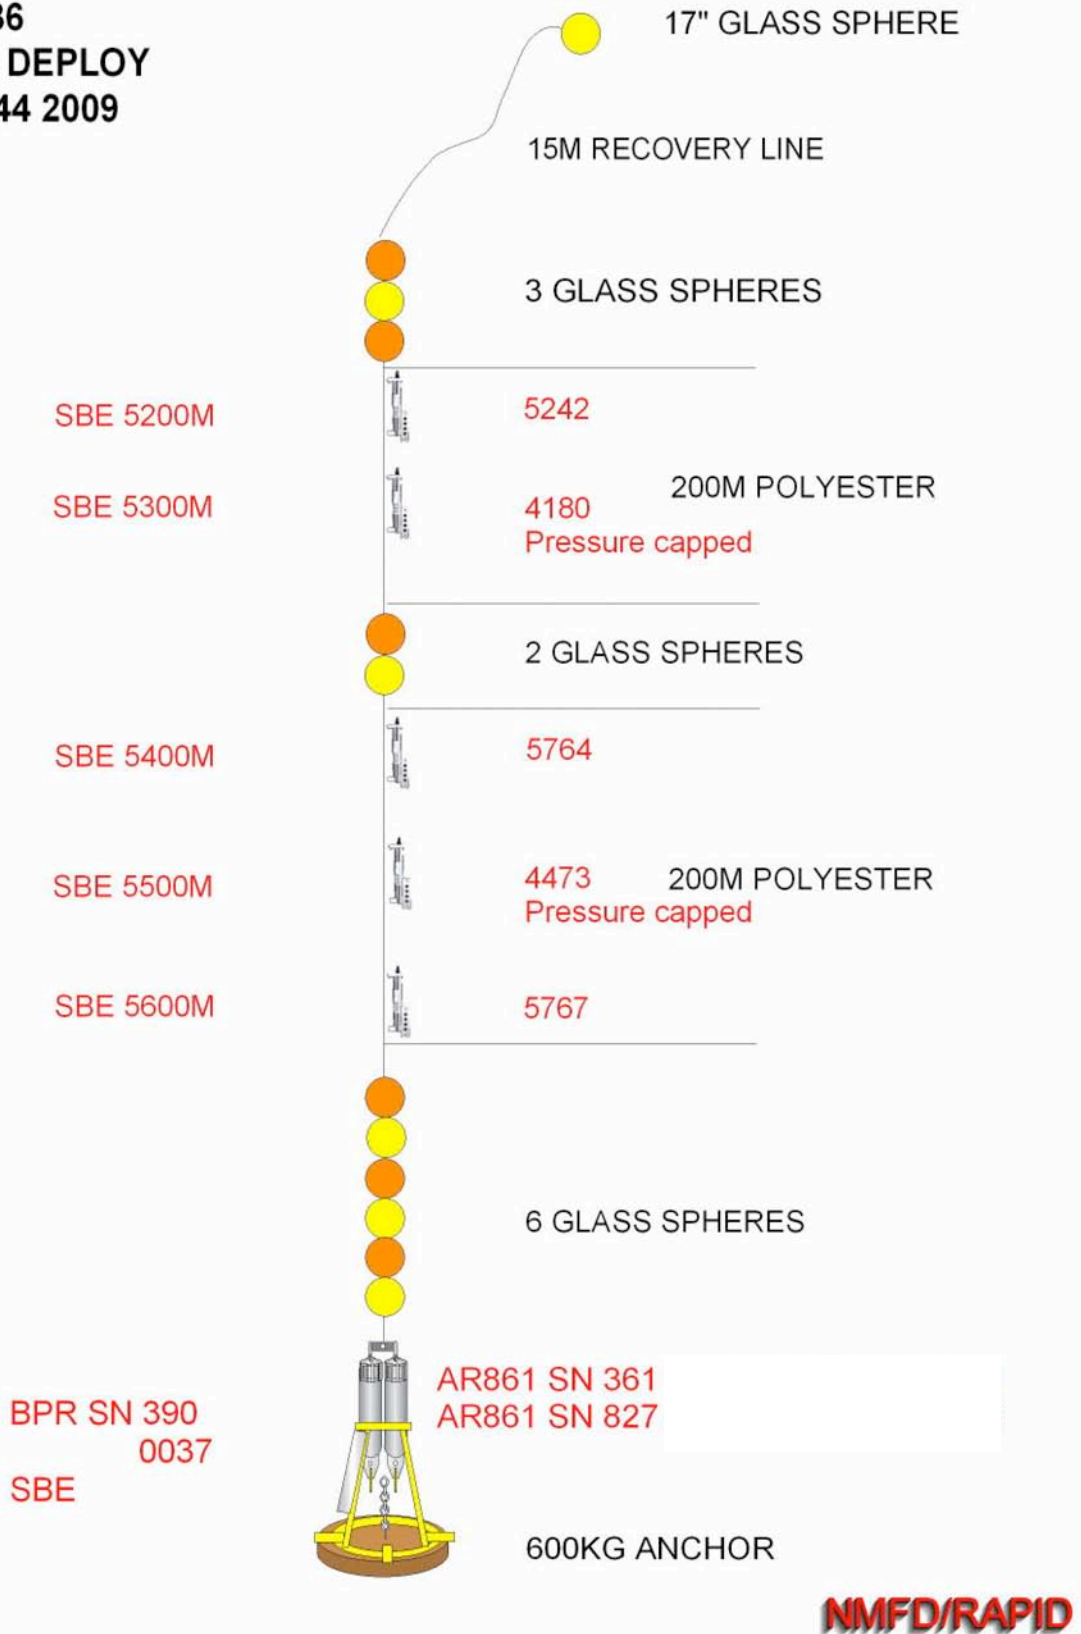 36
DEPLOY
44 2009
17" GLASS SPHERE
15M RECOVERY LINE
3 GLASS SPHERES
SBE 5200M
5242
SBE 5300M
4180
200M POLYESTER
Pressure capped
2 GLASS SPHERES
SBE 5400M
5764
SBE 5500M
4473
200M POLYESTER
Pressure capped
SBE 5600M
5767
6 GLASS SPHERES
AR861 SN 361
AR861 SN 827
BPR SN 390
0037
SBE
600KG ANCHOR
NMFD/RAPID